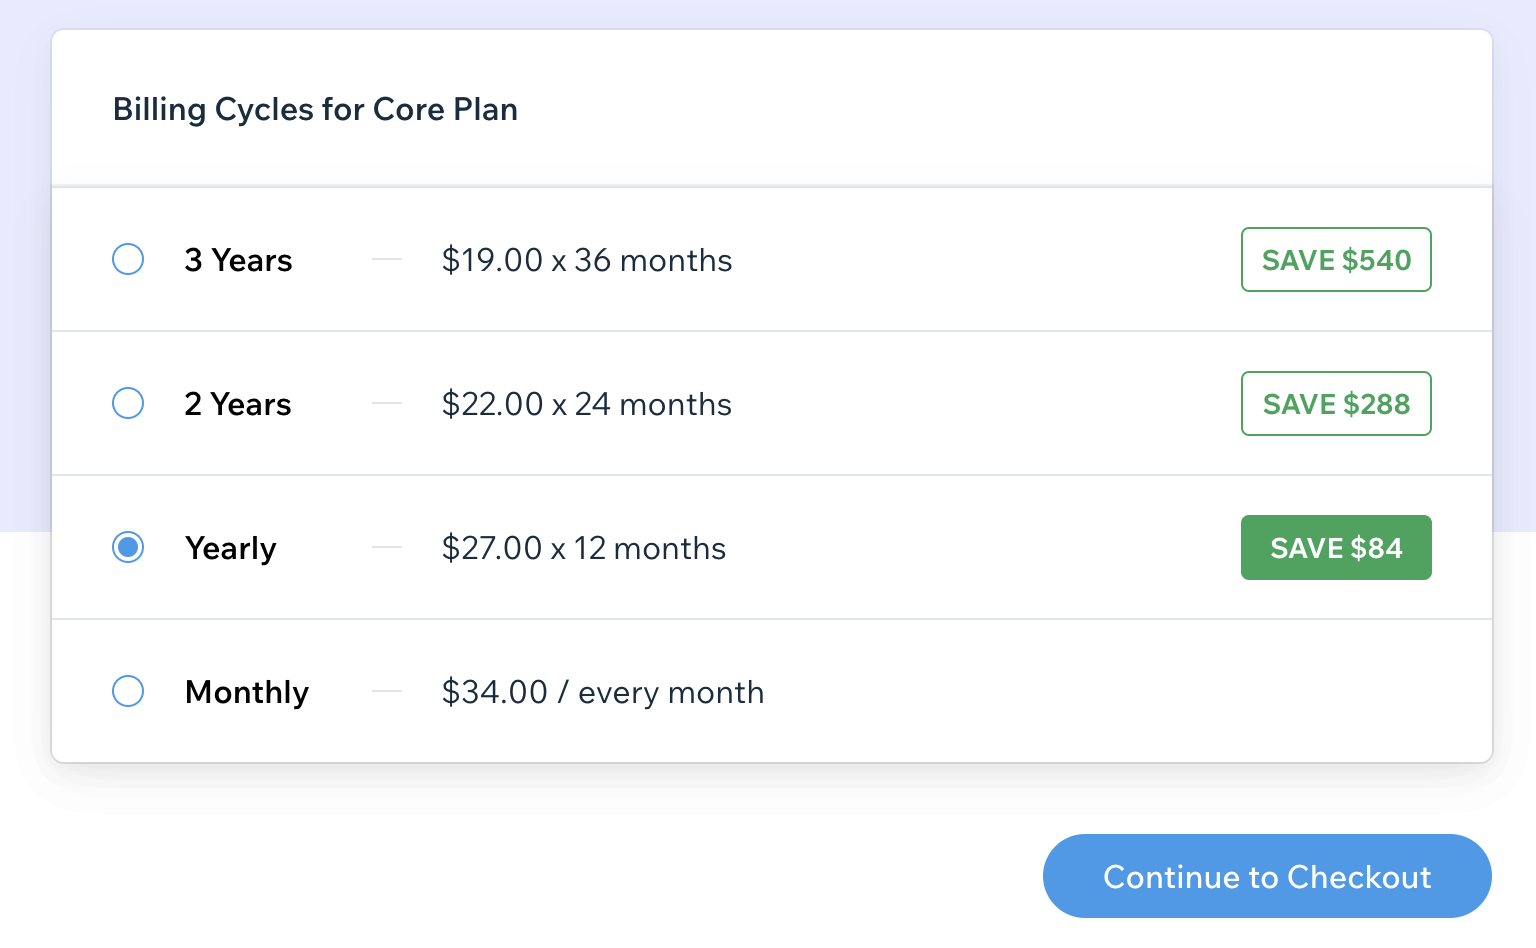 Billing Cycles for Core Plan
3 Years — $19.00 x 36 months SAVE $540
2 Years — $22.00 x 24 months SAVE $288
Yearly — $27.00 x 12 months SAVE $84
Monthly — $34.00 / every month
Continue to Checkout